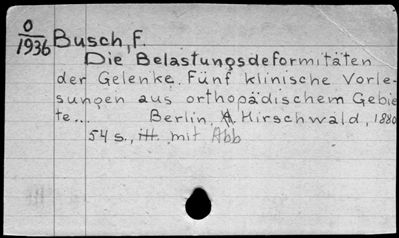 O
1936 Busch, F.
Die Belastungsdeformitäten
der Gelenke. Fünf klinische Vorle-
sungen aus orthopädischem Gebie
te... Berlin, A. Hirschwald, 1880
54 s., ill. mit Abb